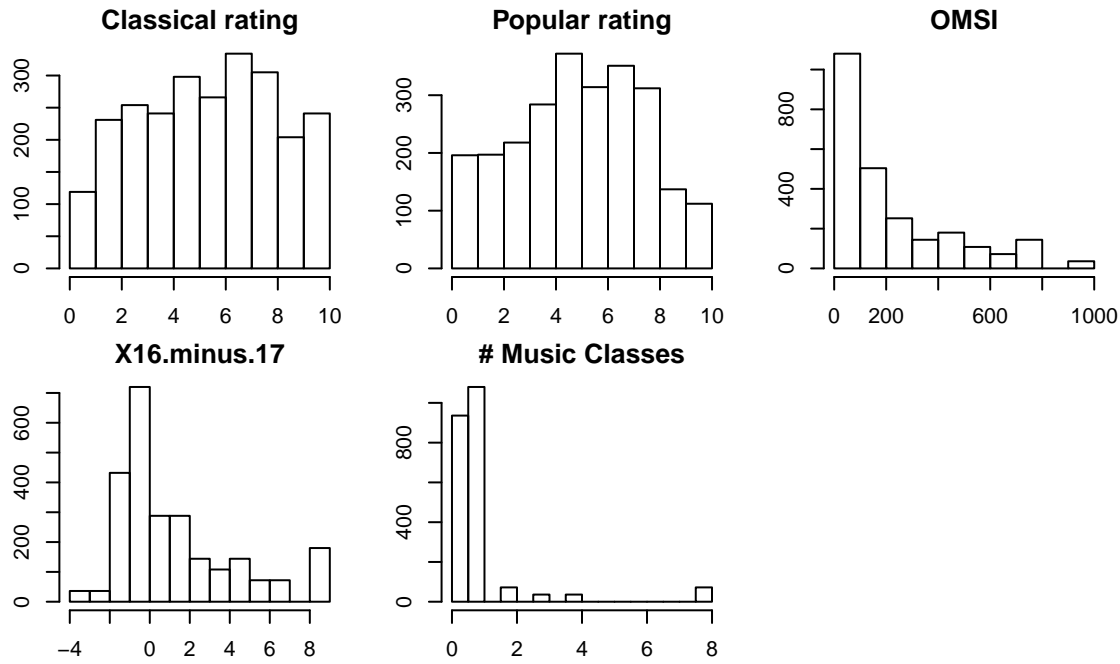 Classical rating
0 100 200 300
0 2 4 6 8 10
Popular rating
0 100 200 300
0 2 4 6 8 10
OMSI
0 400 800
0 200 600 1000
X16.minus.17
0 200 400 600
−4 0 2 4 6 8
# Music Classes
0 400 800
0 2 4 6 8